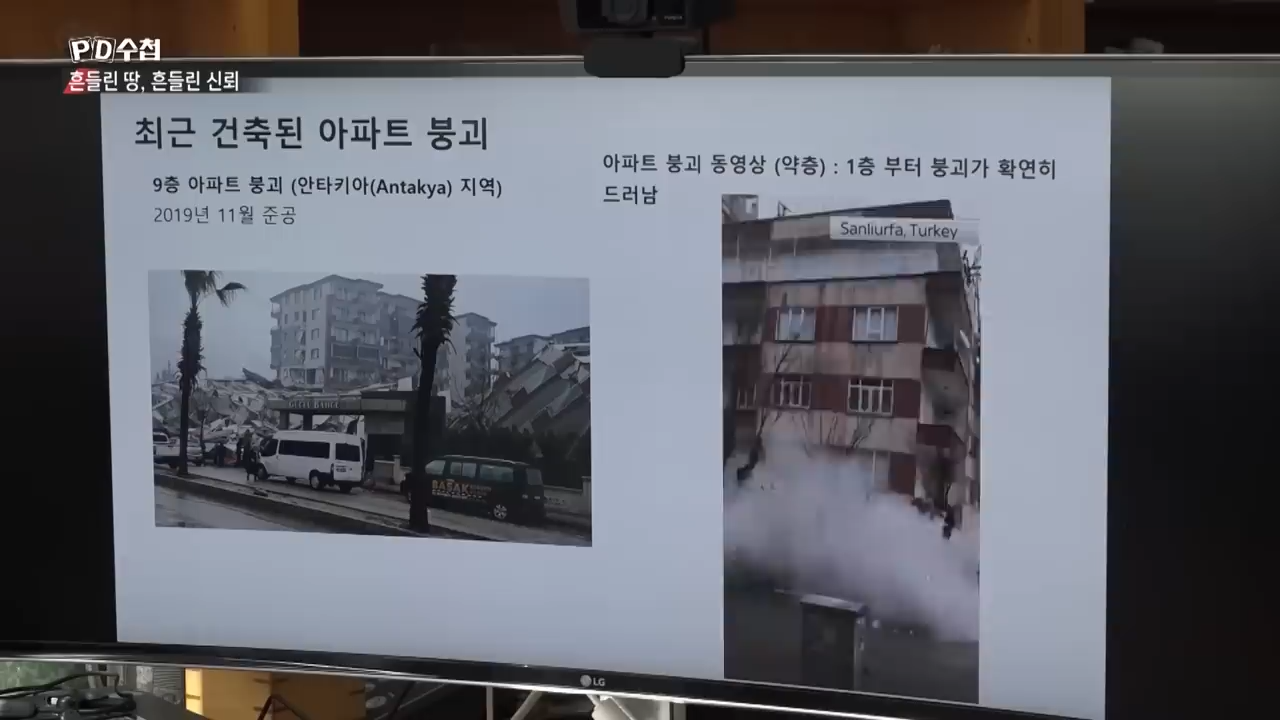 PD수첩
흔들린 땅, 흔들린 신뢰
최근 건축된 아파트 붕괴
9층 아파트 붕괴 (안타키아(Antakya) 지역)
2019년 11월 준공
아파트 붕괴 동영상 (약층) : 1층 부터 붕괴가 확연히
드러남
Sanliurfa, Turkey
BAŞAK
LG